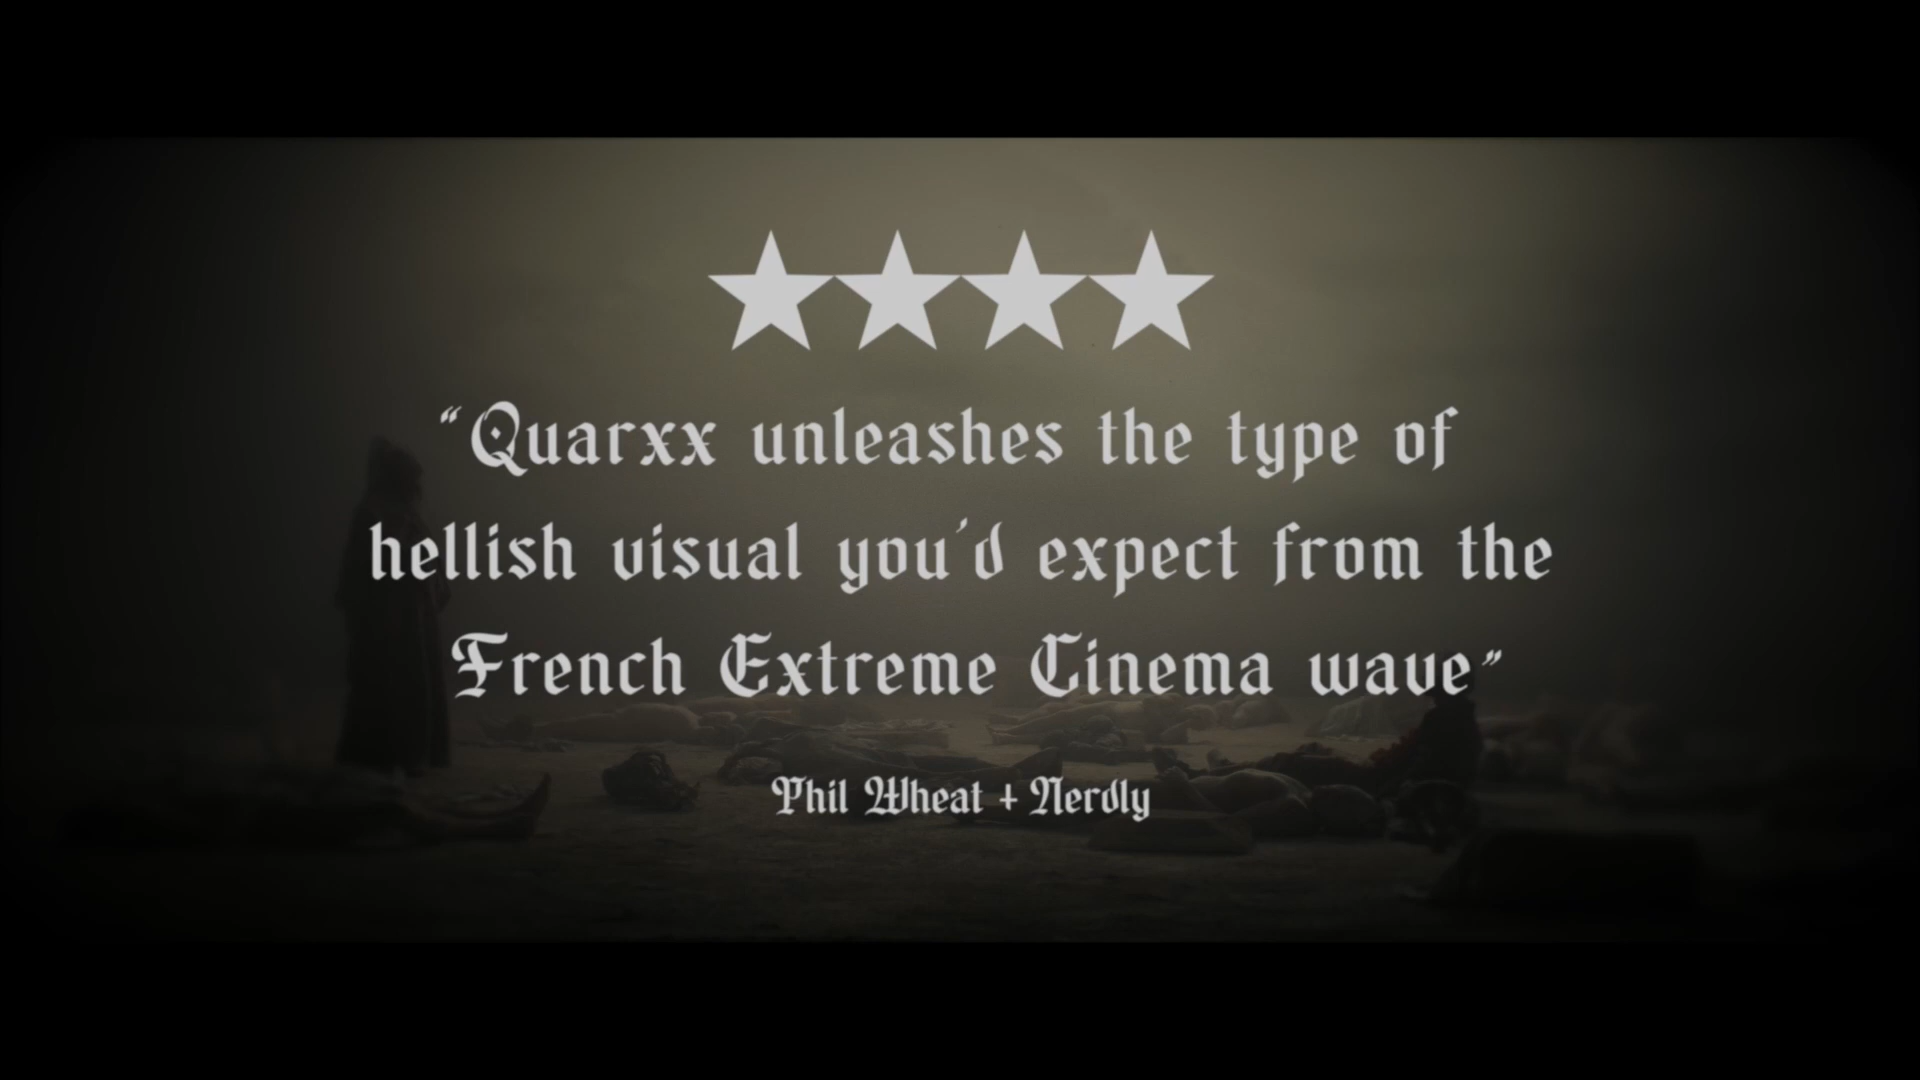 “Quarxx unleashes the type of
hellish visual you'd expect from the
French Extreme Cinema wave”
Phil Wheat + Nerdly